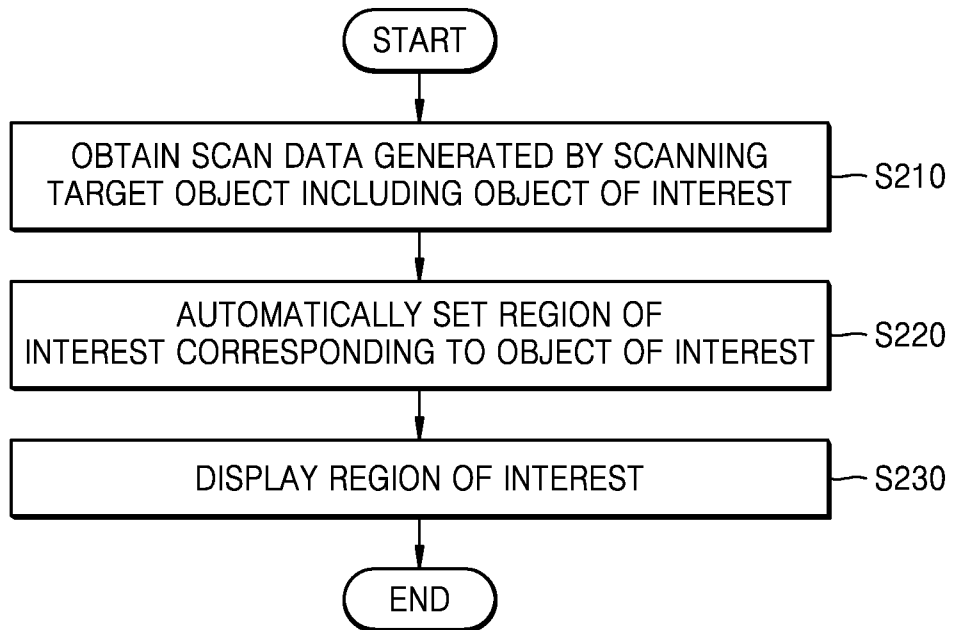 START
OBTAIN SCAN DATA GENERATED BY SCANNING
TARGET OBJECT INCLUDING OBJECT OF INTEREST
S210
AUTOMATICALLY SET REGION OF
INTEREST CORRESPONDING TO OBJECT OF INTEREST
S220
DISPLAY REGION OF INTEREST
S230
END